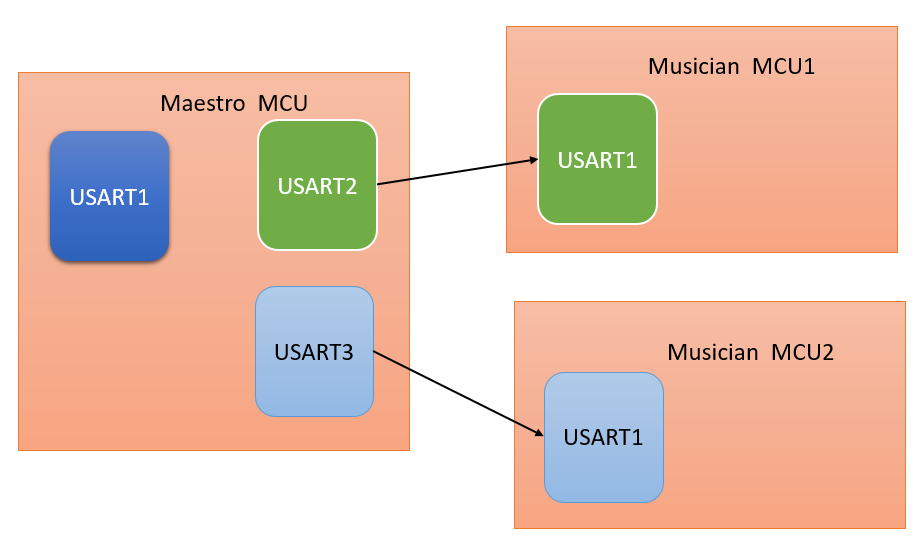 Maestro MCU
USART1
USART2
USART3
Musician MCU1
USART1
Musician MCU2
USART1